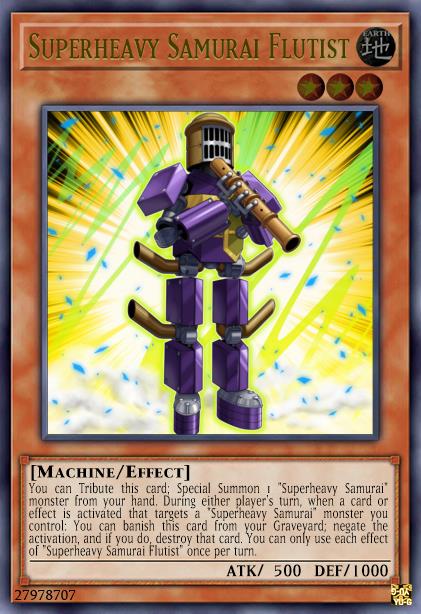 Superheavy Samurai Flutist
EARTH
地
[Machine/Effect]
You can Tribute this card; Special Summon 1 "Superheavy Samurai"
monster from your hand. During either player's turn, when a card or
effect is activated that targets a "Superheavy Samurai" monster you
control: You can banish this card from your Graveyard; negate the
activation, and if you do, destroy that card. You can only use each effect
of "Superheavy Samurai Flutist" once per turn.
ATK/ 500 DEF/1000
27978707